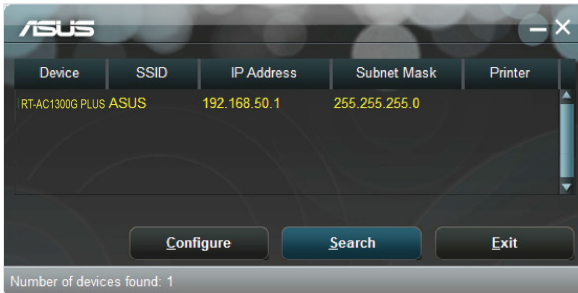 ASUS
Device SSID IP Address Subnet Mask Printer
RT-AC1300G PLUS ASUS 192.168.50.1 255.255.255.0
Configure Search Exit
Number of devices found: 1